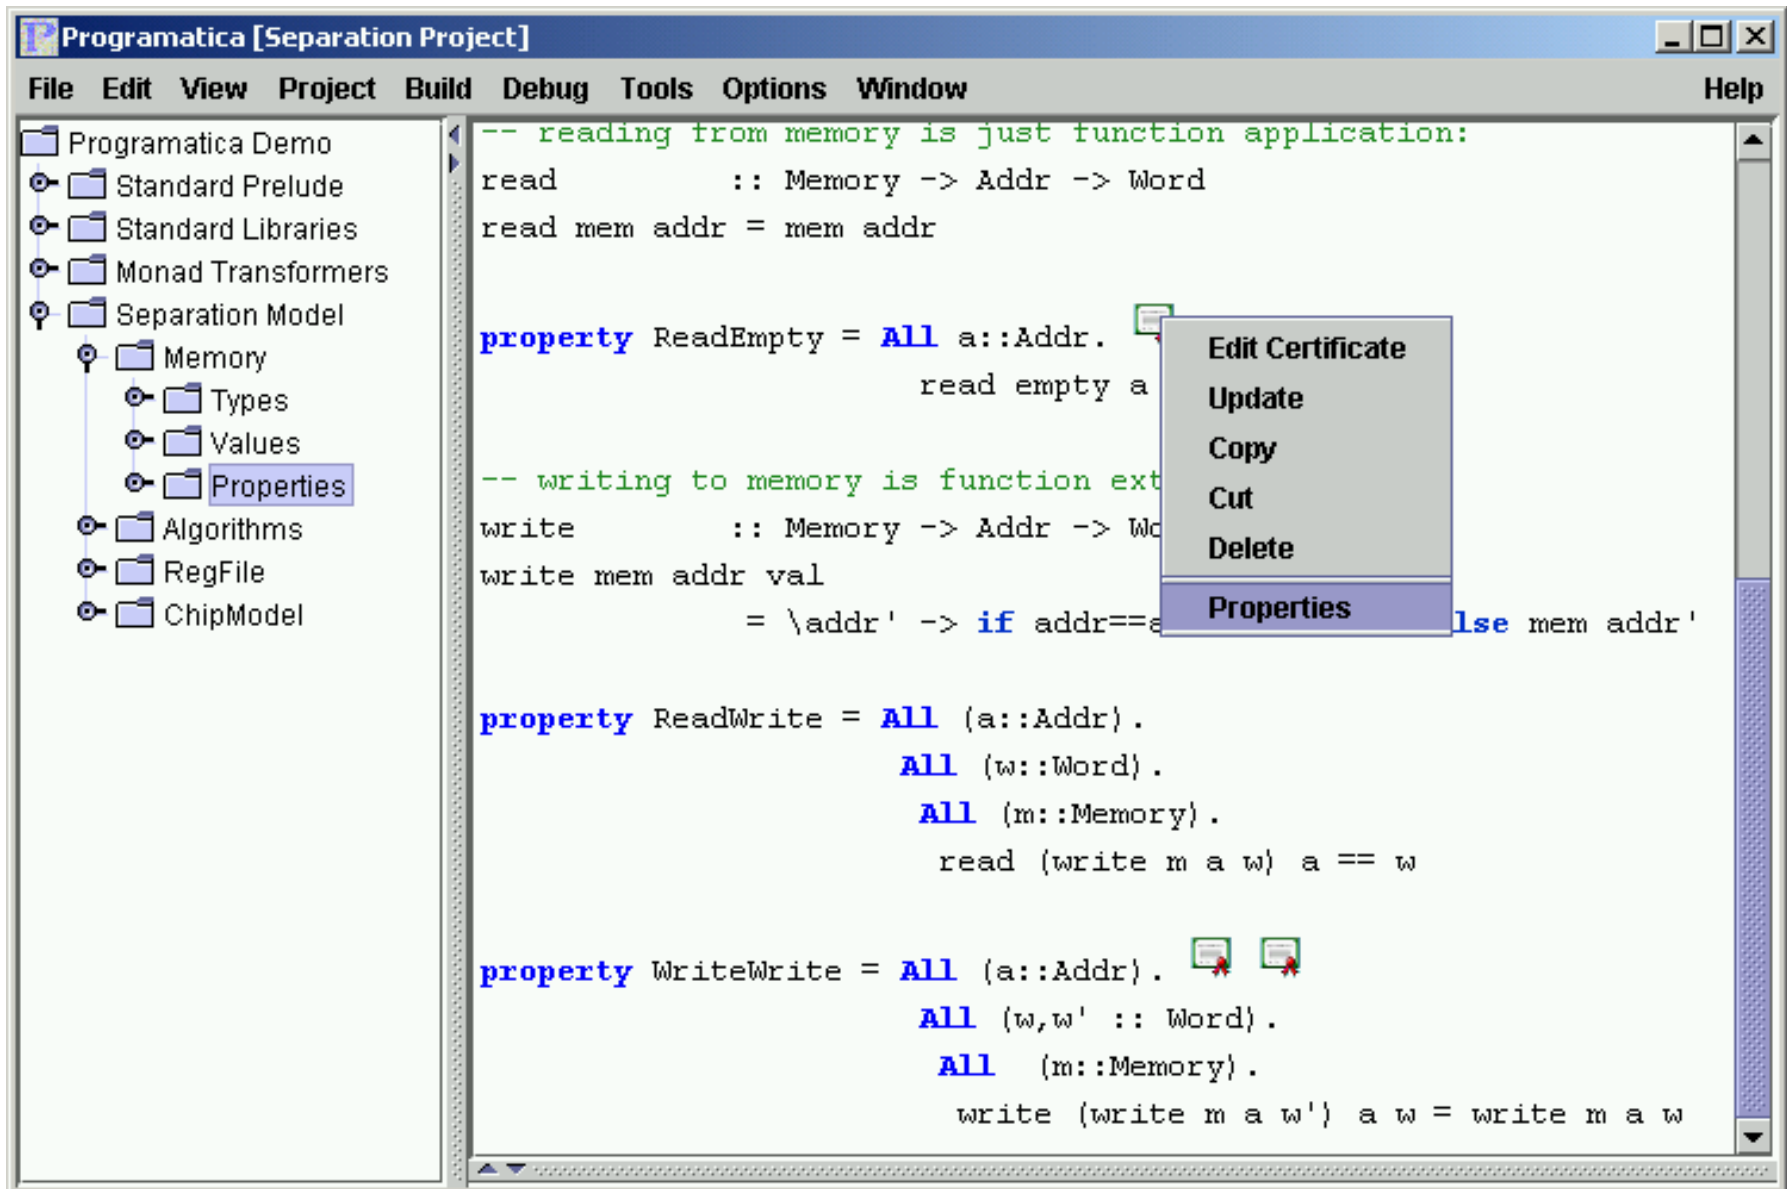 Programatica [Separation Project]
File Edit View Project Build Debug Tools Options Window Help
Programatica Demo
Standard Prelude
Standard Libraries
Monad Transformers
Separation Model
Memory
Types
Values
Properties
Algorithms
RegFile
ChipModel
-- reading from memory is just function application:
read :: Memory -> Addr -> Word
read mem addr = mem addr
property ReadEmpty = All a::Addr.
read empty a
-- writing to memory is function ext
write :: Memory -> Addr -> Wo
write mem addr val
= \addr' -> if addr==a lse mem addr'
property ReadWrite = All (a::Addr).
All (w::Word).
All (m::Memory).
read (write m a w) a == w
property WriteWrite = All (a::Addr).
All (w,w' :: Word).
All (m::Memory).
write (write m a w') a w = write m a w
Edit Certificate
Update
Copy
Cut
Delete
Properties